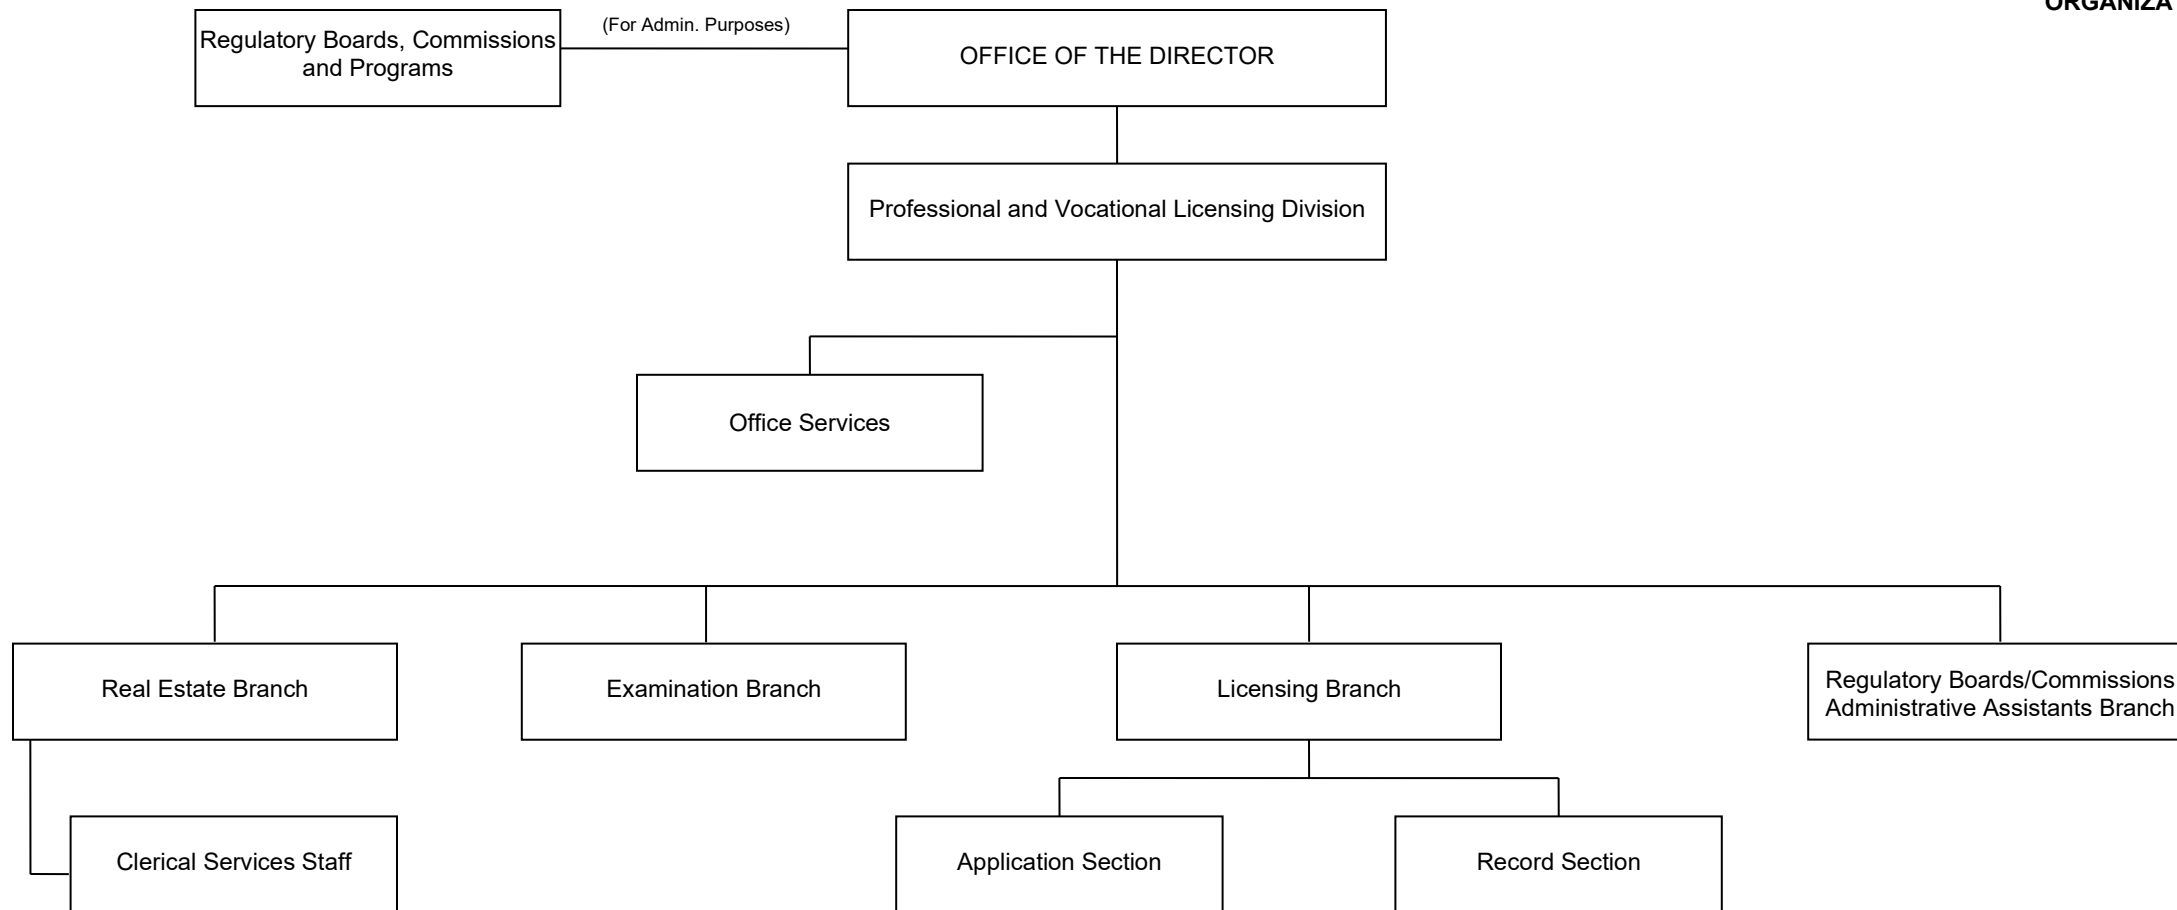 ORGANIZA
(For Admin. Purposes)
Regulatory Boards, Commissions
and Programs
OFFICE OF THE DIRECTOR
Professional and Vocational Licensing Division
Office Services
Real Estate Branch
Examination Branch
Licensing Branch
Regulatory Boards/Commissions
Administrative Assistants Branch
Clerical Services Staff
Application Section
Record Section